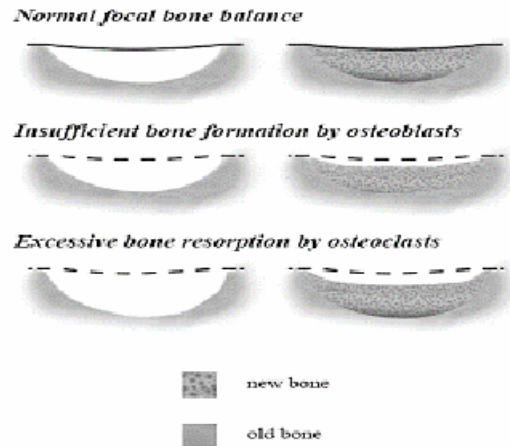 Normal focal bone balance
Insufficient bone formation by osteoblasts
Excessive bone resorption by osteoclasts
new bone
old bone